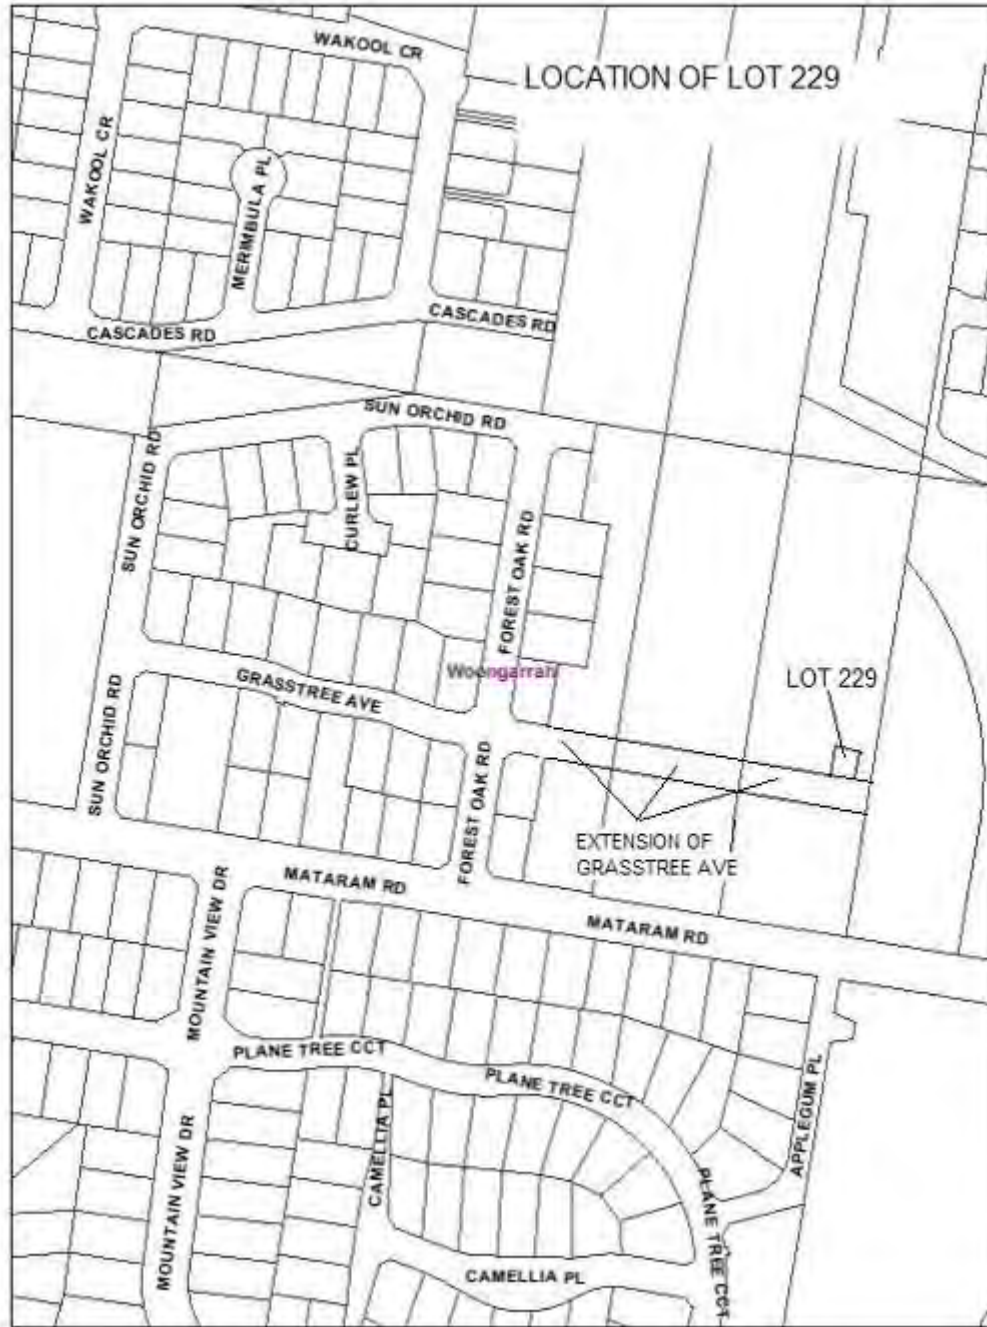 WAKOOL CR
LOCATION OF LOT 229
WAKOOL CR
MERIMBULA PL
CASCADES RD
CASCADES RD
SUN ORCHID RD
SUN ORCHID RD
CURLEW PL
FOREST OAK RD
Woongarrah
GRASSTREE AVE
LOT 229
SUN ORCHID RD
FOREST OAK RD
EXTENSION OF
GRASSTREE AVE
MATARAM RD
MATARAM RD
MOUNTAIN VIEW DR
PLANE TREE CCT
PLANE TREE CCT
APPLEGUM PL
CAMELLIA PL
MOUNTAIN VIEW DR
PLANE TREE CCT
CAMELLIA PL